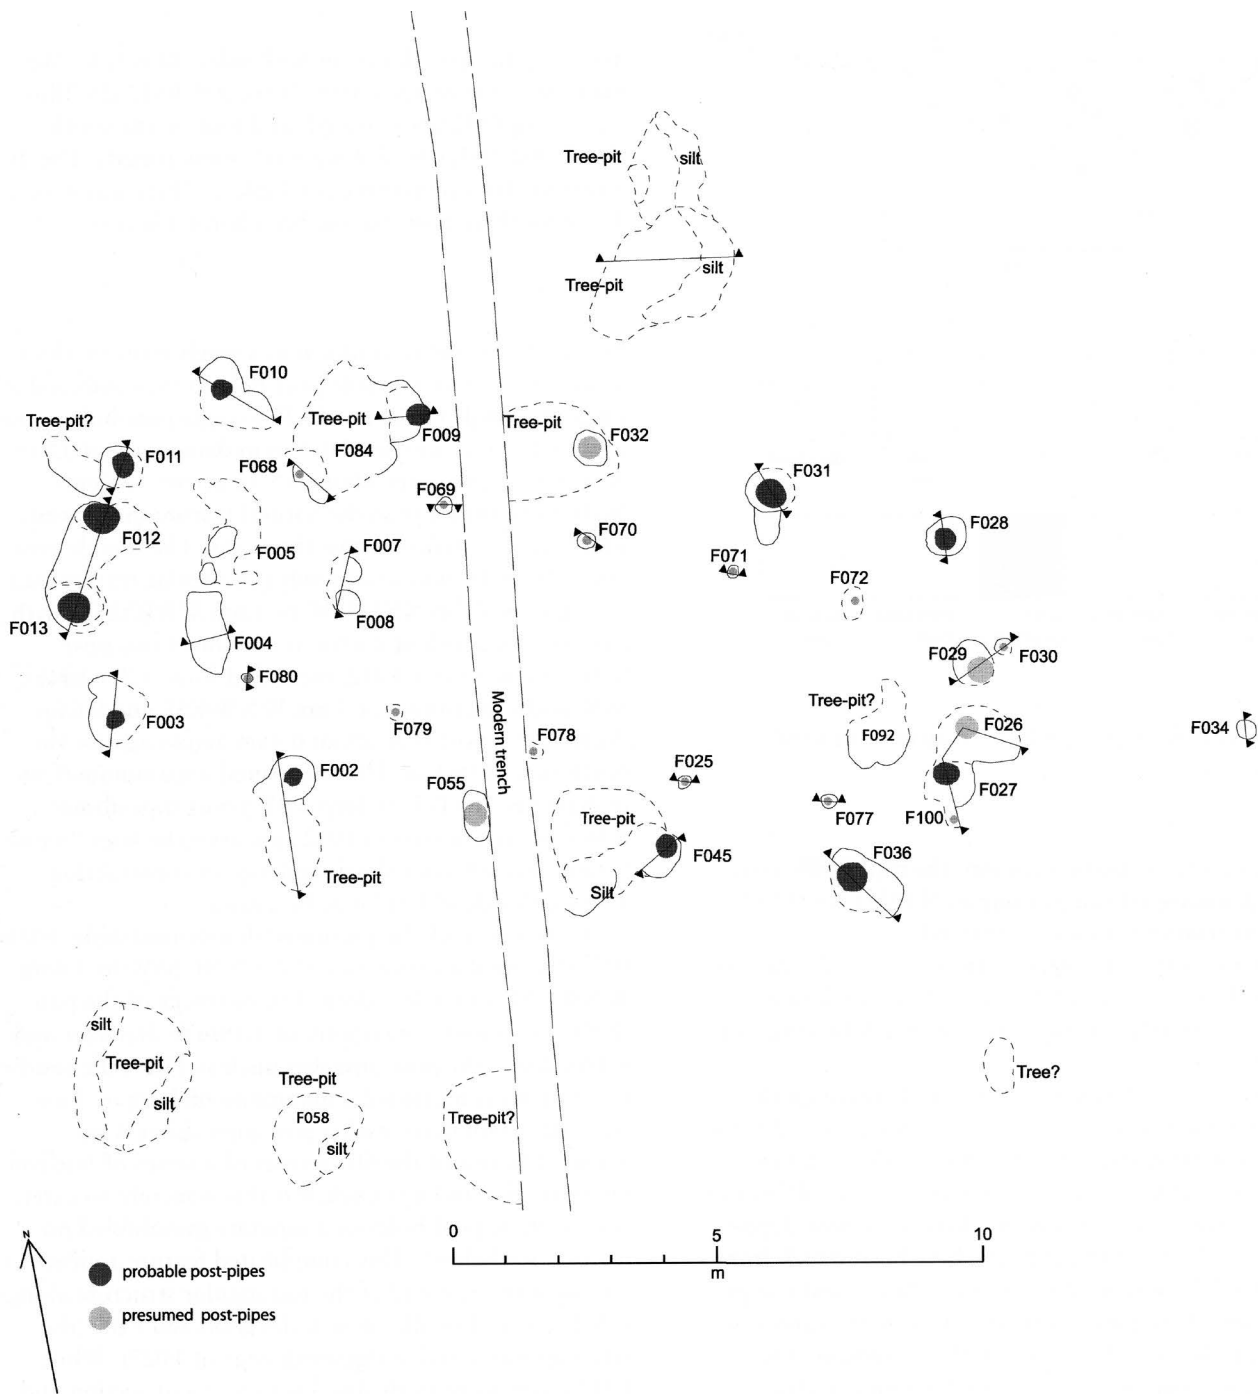 Tree-pit
silt
silt
Tree-pit
F010
Tree-pit?
Tree-pit
F009
Tree-pit
F032
F084
F011
F068
F031
F069
F028
F012
F070
F005
F007
F071
F072
F008
F013
F004
F029
F030
F080
Modern trench
Tree-pit?
F003
F079
F078
F092
F026
F034
F002
F055
F025
F027
Tree-pit
F077
F100
F045
F036
Tree-pit
Silt
silt
Tree-pit
silt
Tree-pit
F058
silt
Tree-pit?
Tree?
N
0
5
10
m
probable post-pipes
presumed post-pipes